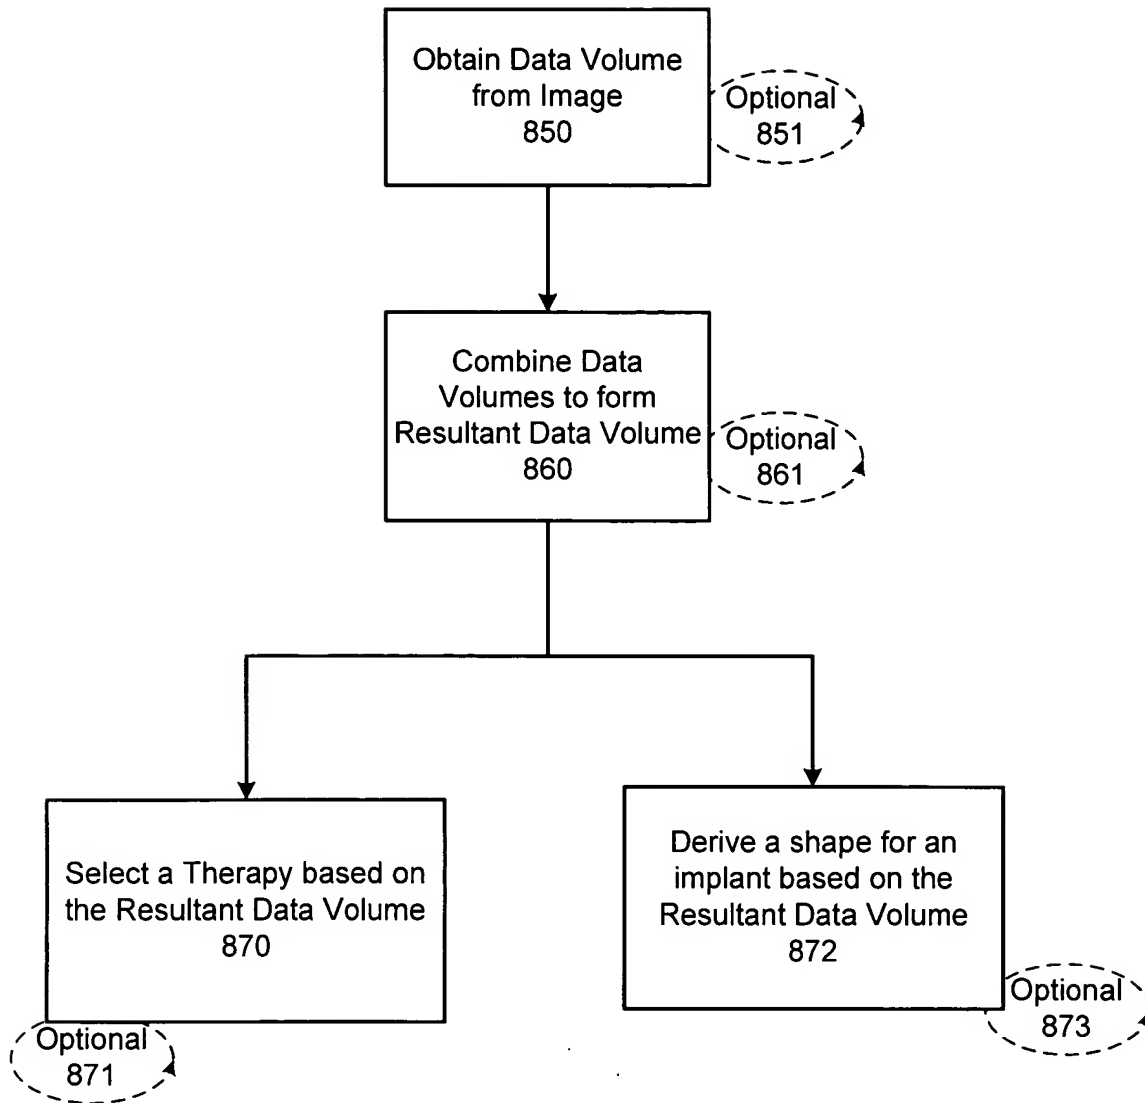 Obtain Data Volume
from Image
850
Optional
851
Combine Data
Volumes to form
Resultant Data Volume
860
Optional
861
Select a Therapy based on
the Resultant Data Volume
870
Optional
871
Derive a shape for an
implant based on the
Resultant Data Volume
872
Optional
873